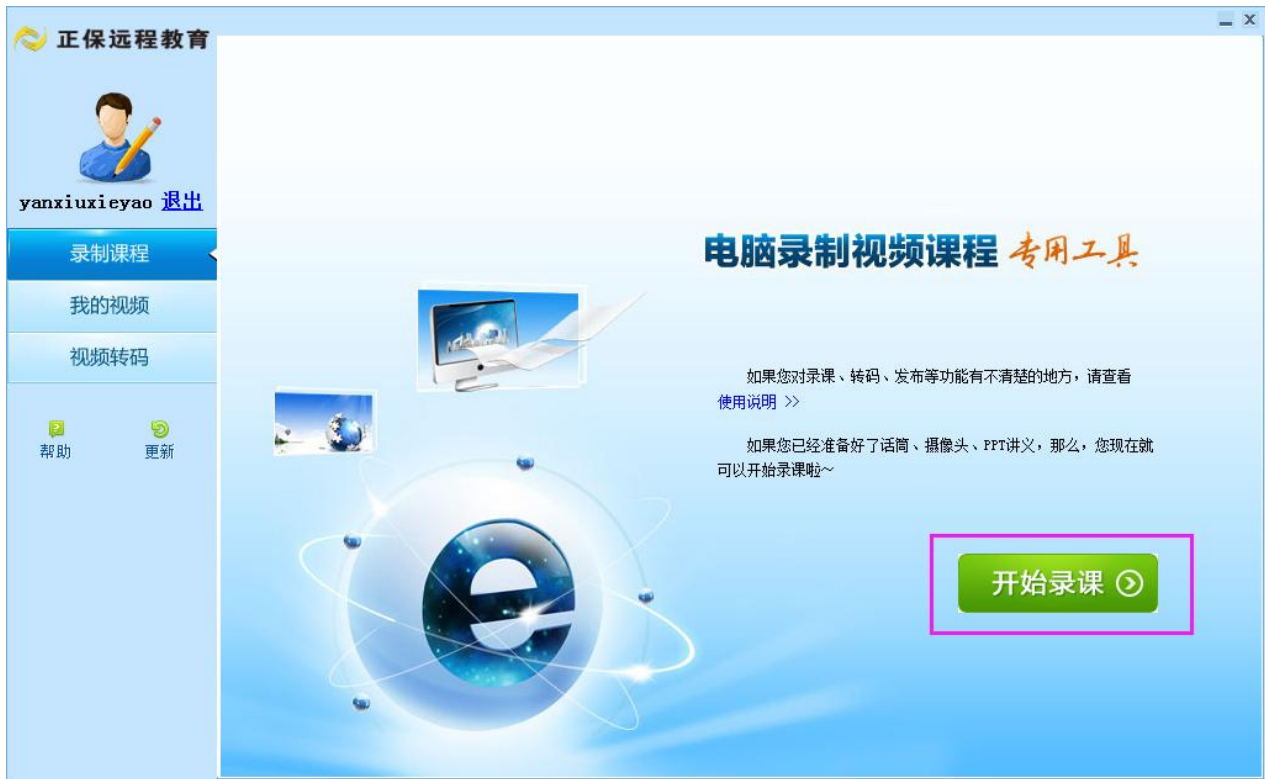 正保远程教育
yanxiuxieyao 退出
录制课程
我的视频
视频转码
帮助 更新
电脑录制视频课程 专用工具
如果您对录课、转码、发布等功能有不清楚的地方，请查看
使用说明 >>
如果您已经准备好了话筒、摄像头、PPT讲义，那么，您现在就
可以开始录课啦～
开始录课